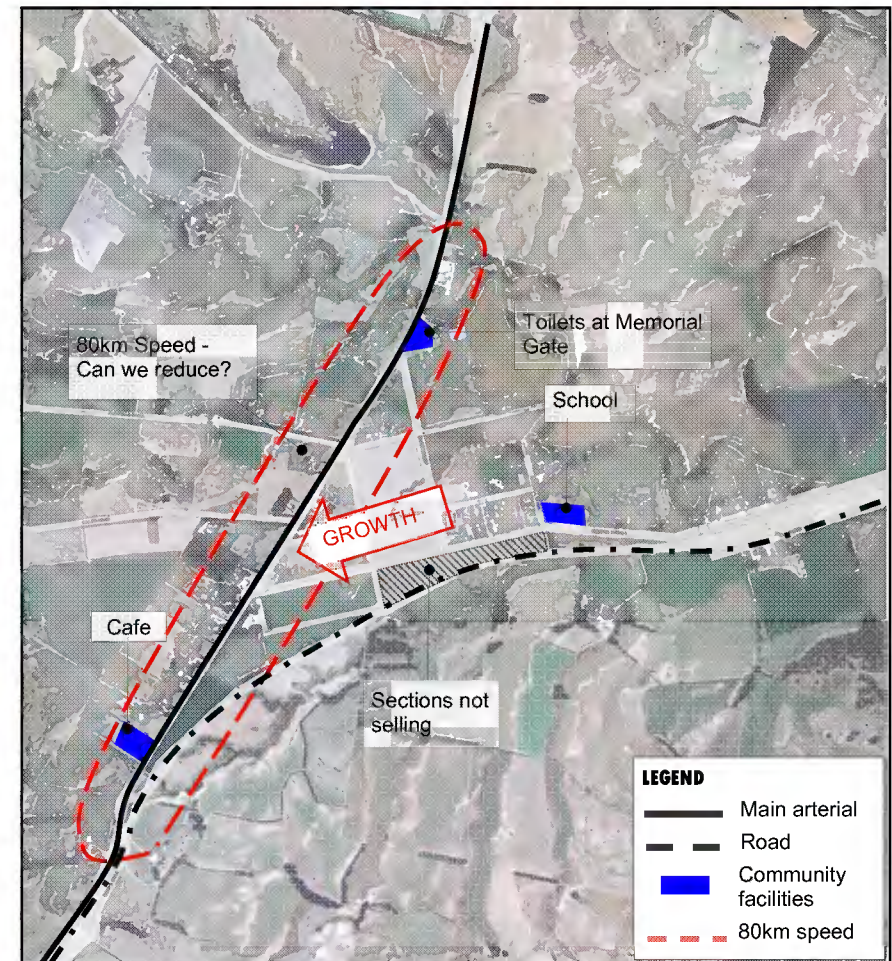 80km Speed -
Can we reduce?
Toilets at Memorial
Gate
School
GROWTH
Cafe
Sections not
selling
LEGEND
Main arterial
Road
Community
facilities
80km speed